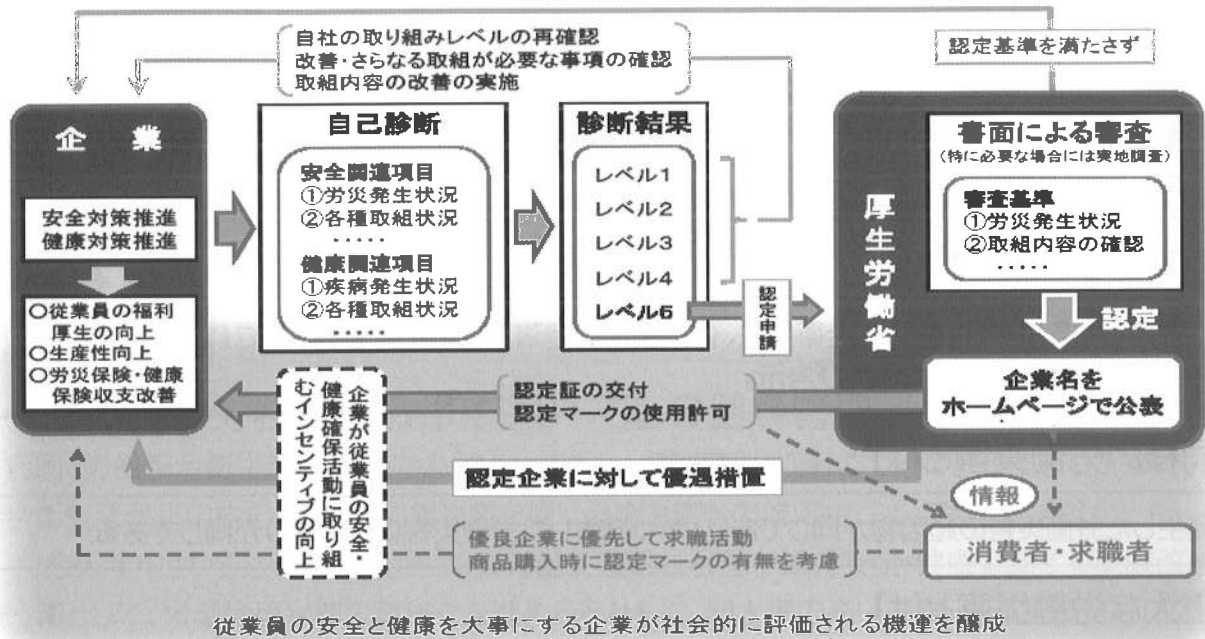 自社の取り組みレベルの再確認
改善・さらなる取組が必要な事項の確認
取組内容の改善の実施
認定基準を満たさず
企　業
安全対策推進
健康対策推進
○従業員の福利
厚生の向上
○生産性向上
○労災保険・健康
保険収支改善
自己診断
安全関連項目
①労災発生状況
②各種取組状況
・・・・・
健康関連項目
①疾病発生状況
②各種取組状況
・・・・・
診断結果
レベル1
レベル2
レベル3
レベル4
レベル5
認定申請
厚生労働省
書面による審査
(特に必要な場合には実地調査)
審査基準
①労災発生状況
②取組内容の確認
・・・・・
認定
企業名を
ホームページで公表
認定証の交付
認定マークの使用許可
企業が従業員の安全・
健康確保活動に取り組
むインセンティブの向上
認定企業に対して優遇措置
情報
優良企業に優先して求職活動
商品購入時に認定マークの有無を考慮
消費者・求職者
従業員の安全と健康を大事にする企業が社会的に評価される機運を醸成